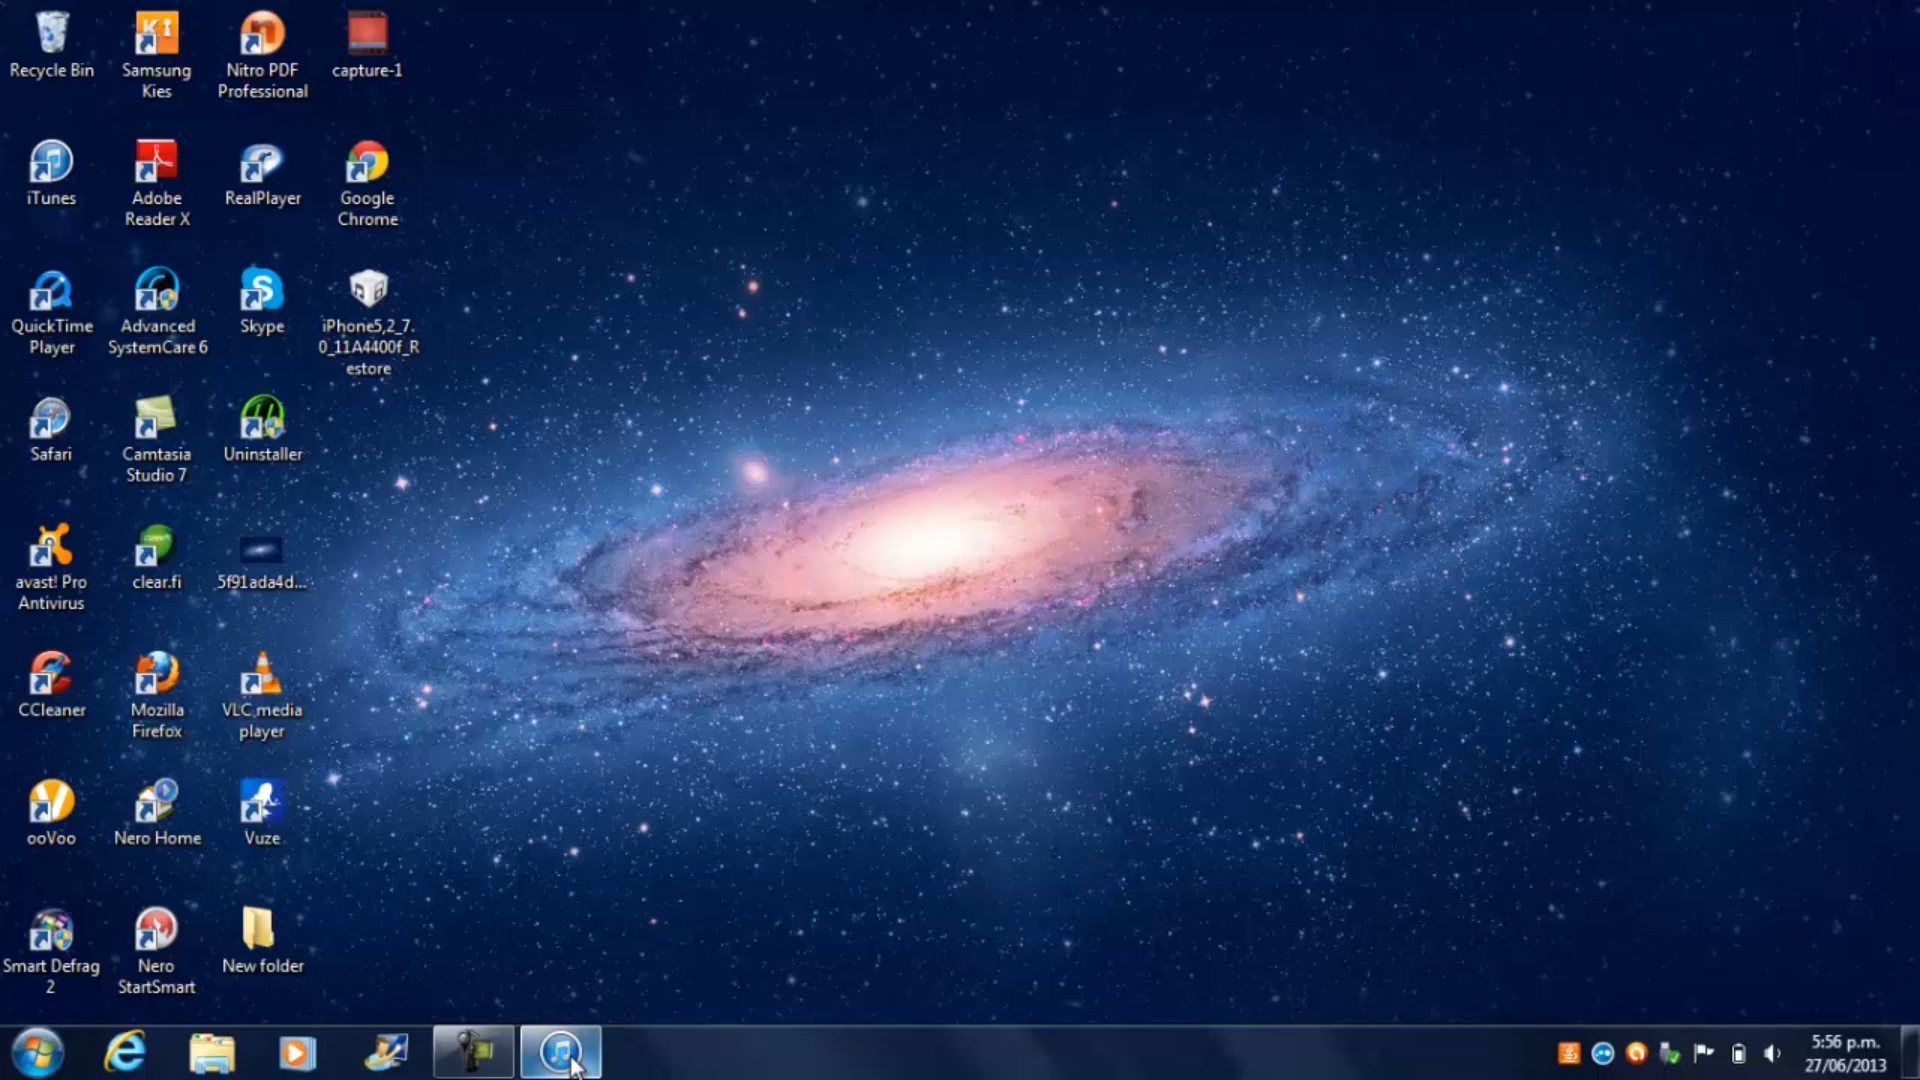 Recycle Bin
Samsung
Kies
Nitro PDF
Professional
capture-1
iTunes
Adobe
Reader X
RealPlayer
Google
Chrome
QuickTime
Player
Advanced
SystemCare 6
Skype
iPhone5,2_7.
0_11A4400f_R
estore
Safari
Camtasia
Studio 7
Uninstaller
avast! Pro
Antivirus
clear.fi
5f91ada4d...
CCleaner
Mozilla
Firefox
VLC media
player
ooVoo
Nero Home
Vuze
Smart Defrag
2
Nero
StartSmart
New folder
5:56 p.m.
27/06/2013